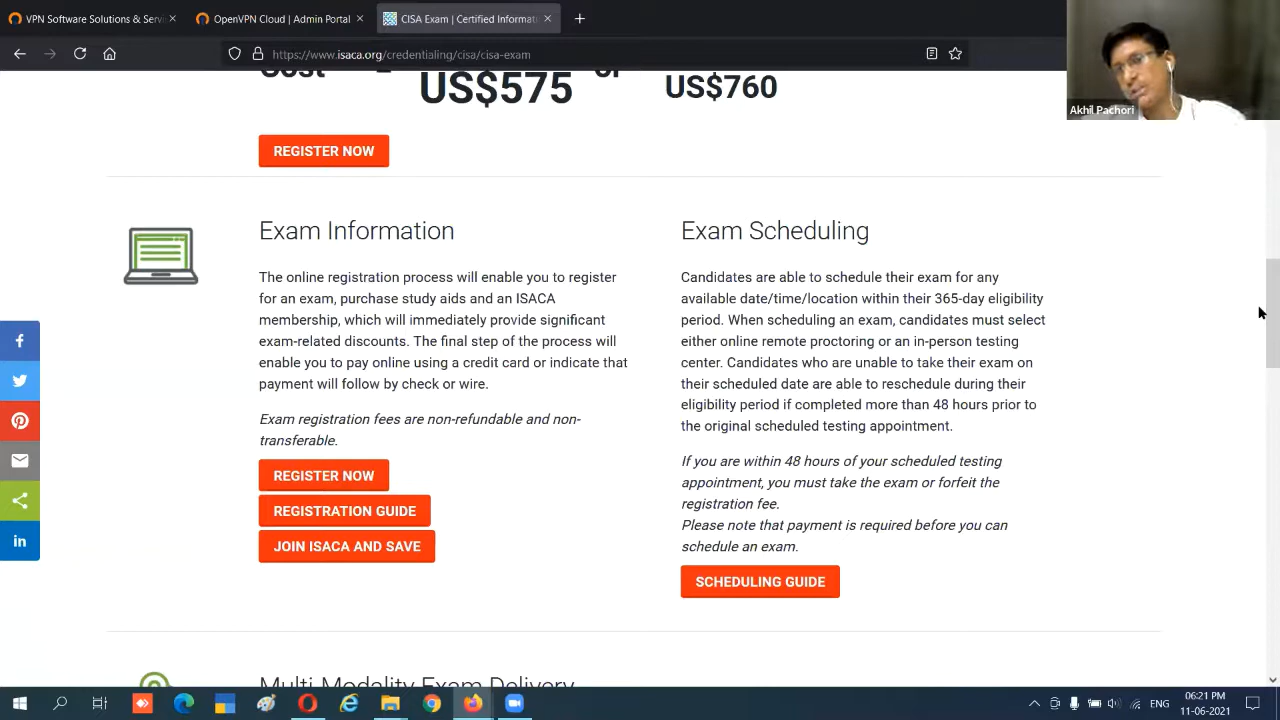 VPN Software Solutions & Servi
OpenVPN Cloud | Admin Portal
CISA Exam | Certified Informati
https://www.isaca.org/credentialing/cisa/cisa-exam
Akhil Pachori
Cost = US$575 or US$760
REGISTER NOW
Exam Information
The online registration process will enable you to register
for an exam, purchase study aids and an ISACA
membership, which will immediately provide significant
exam-related discounts. The final step of the process will
enable you to pay online using a credit card or indicate that
payment will follow by check or wire.
Exam registration fees are non-refundable and non-
transferable.
REGISTER NOW
REGISTRATION GUIDE
JOIN ISACA AND SAVE
Exam Scheduling
Candidates are able to schedule their exam for any
available date/time/location within their 365-day eligibility
period. When scheduling an exam, candidates must select
either online remote proctoring or an in-person testing
center. Candidates who are unable to take their exam on
their scheduled date are able to reschedule during their
eligibility period if completed more than 48 hours prior to
the original scheduled testing appointment.
If you are within 48 hours of your scheduled testing
appointment, you must take the exam or forfeit the
registration fee.
Please note that payment is required before you can
schedule an exam.
SCHEDULING GUIDE
Multi Modality Exam Delivery
ENG
06:21 PM
11-06-2021